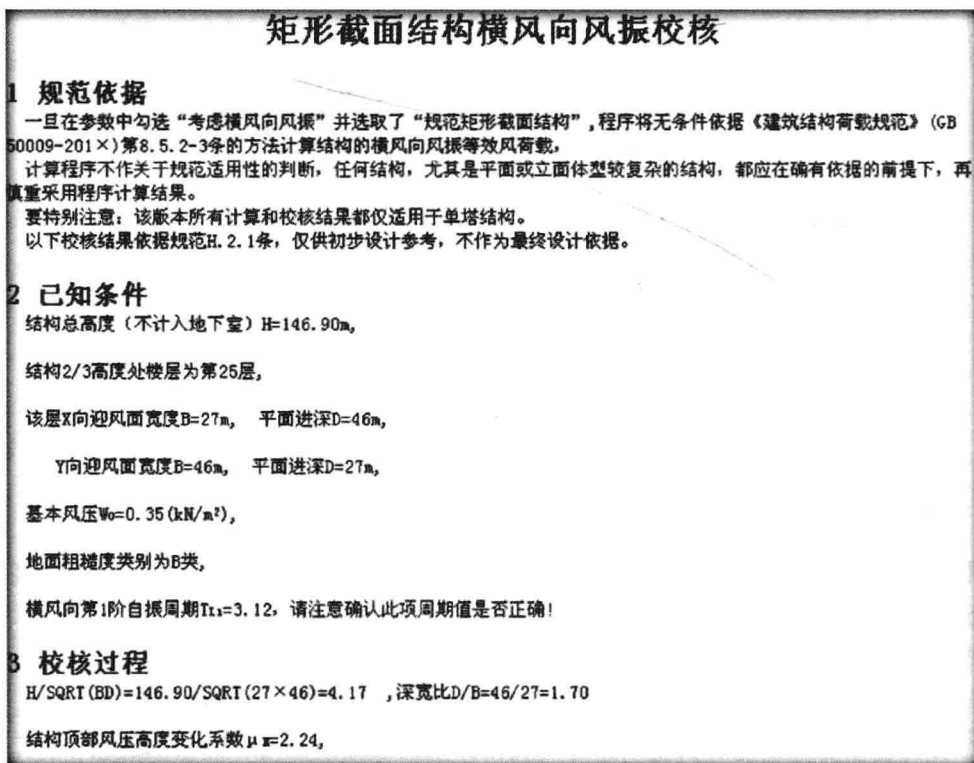 矩形截面结构横风向风振校核
1 规范依据
一旦在参数中勾选“考虑横风向风振”并选取了“规范矩形截面结构”,程序将无条件依据《建筑结构荷载规范》(GB
50009-201×)第8.5.2-3条的方法计算结构的横风向风振等效风荷载,
计算程序不作关于规范适用性的判断,任何结构,尤其是平面或立面体型较复杂的结构,都应在确有依据的前提下,再
慎重采用程序计算结果。
要特别注意:该版本所有计算和校核结果都仅适用于单塔结构。
以下校核结果依据规范H.2.1条,仅供初步设计参考,不作为最终设计依据。
2 已知条件
结构总高度(不计入地下室)H=146.90m,
结构2/3高度处楼层为第25层,
该层X向迎风面宽度B=27m, 平面进深D=46m,
Y向迎风面宽度B=46m, 平面进深D=27m,
基本风压W₀=0.35(kN/m²),
地面粗糙度类别为B类,
横风向第1阶自振周期TL1=3.12,请注意确认此项周期值是否正确!
3 校核过程
H/SQRT(BD)=146.90/SQRT(27×46)=4.17 ,深宽比D/B=46/27=1.70
结构顶部风压高度变化系数μz=2.24,